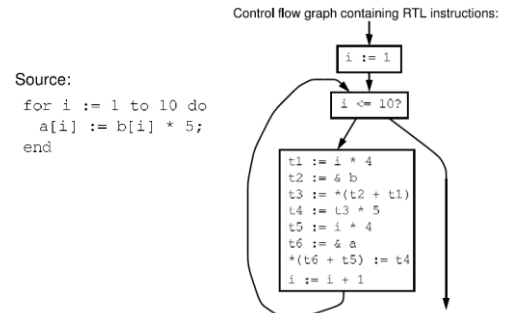 Control flow graph containing RTL instructions:
i := 1
Source:
for i := 1 to 10 do
a[i] := b[i] * 5;
end
i <= 10?
t1 := i * 4
t2 := & b
t3 := *(t2 + t1)
t4 := t3 * 5
t5 := i * 4
t6 := & a
*(t6 + t5) := t4
i := i + 1